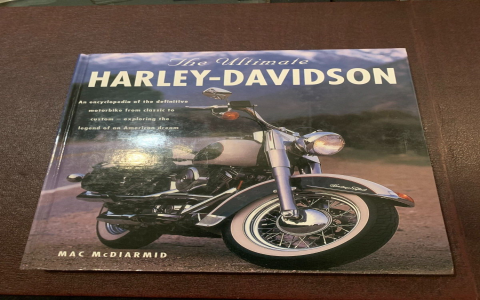 The Ultimate
HARLEY-DAVIDSON
An encyclopedia of the definitive
motorbike from classic to
custom – exploring the
legend of an American dream
MAC McDIARMID